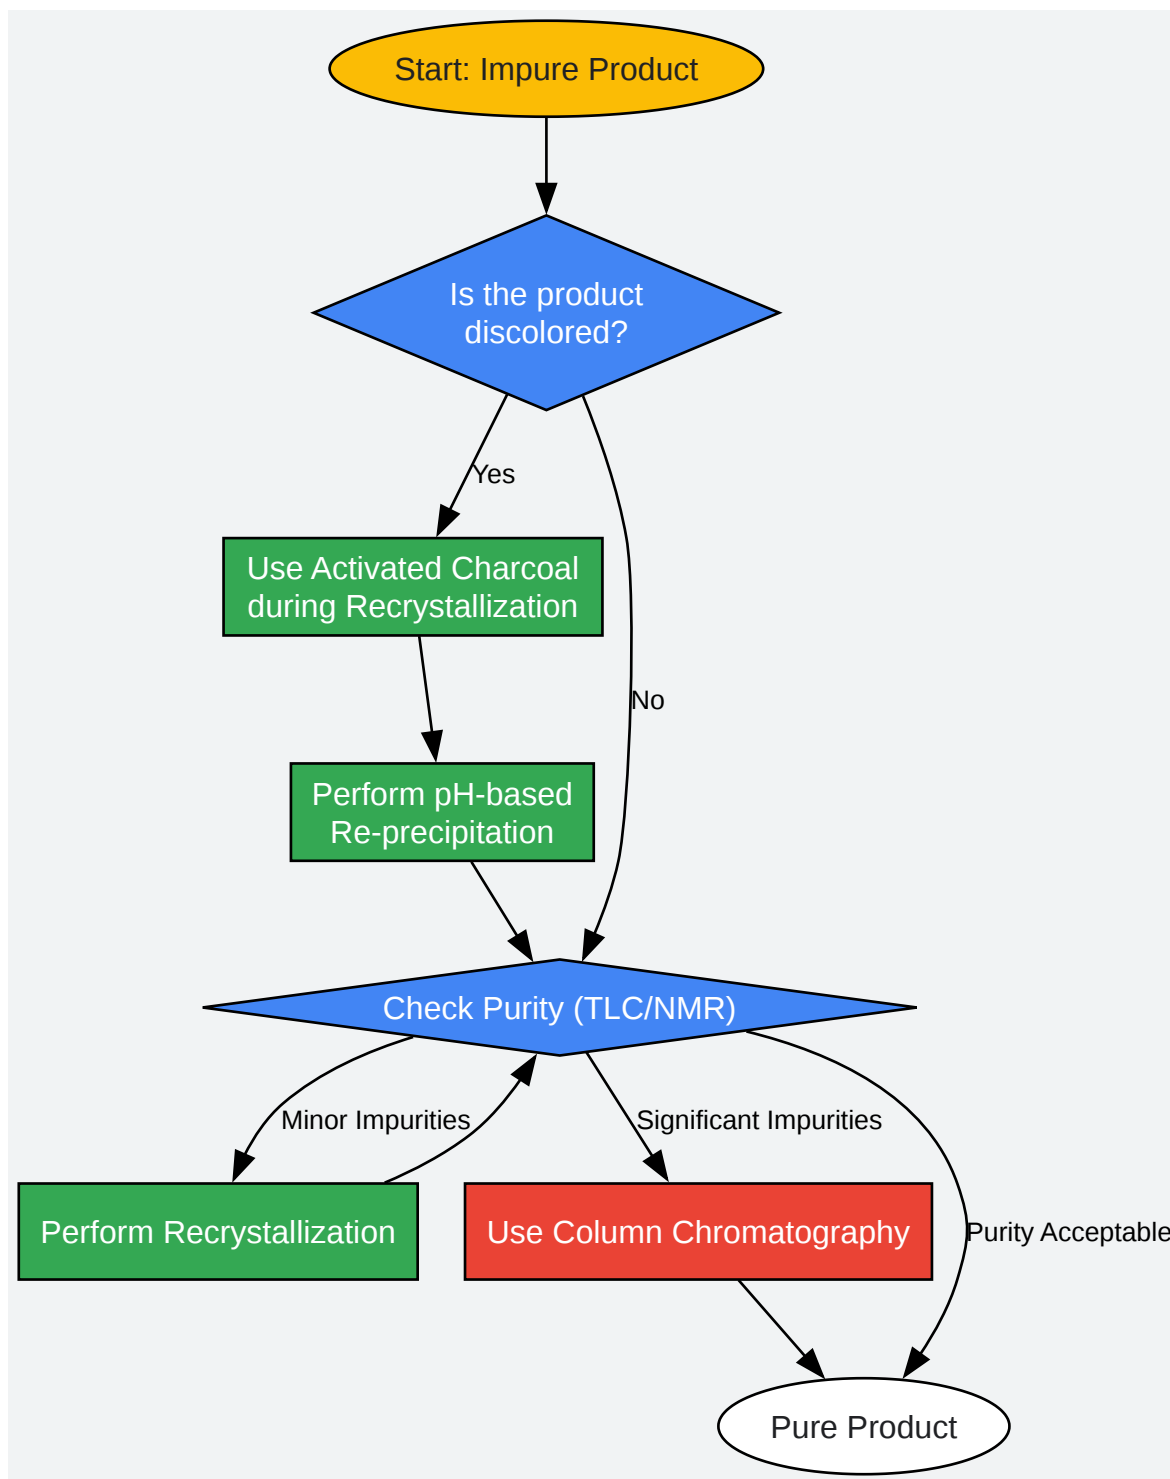 Start: Impure Product
Is the product
discolored?
Yes
Use Activated Charcoal
during Recrystallization
No
Perform pH-based
Re-precipitation
Check Purity (TLC/NMR)
Minor Impurities
Significant Impurities
Perform Recrystallization
Use Column Chromatography
Purity Acceptable
Pure Product